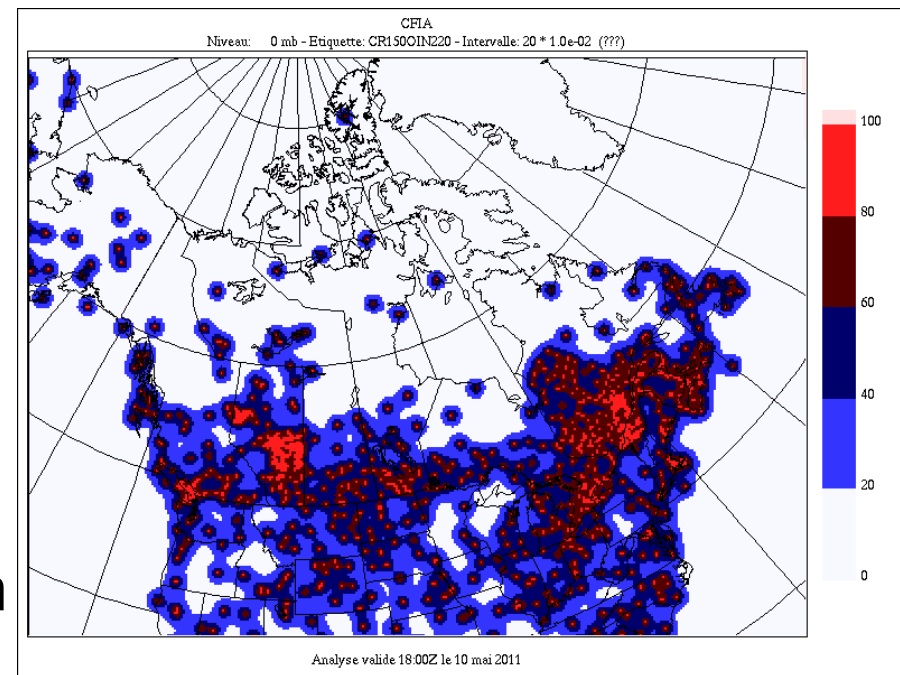 CFIA
Niveau: 0 mb - Etiquette: CR150OIN220 - Intervalle: 20 * 1.0e-02 (???)
100
80
60
40
20
0
n
Analyse valide 18:00Z le 10 mai 2011